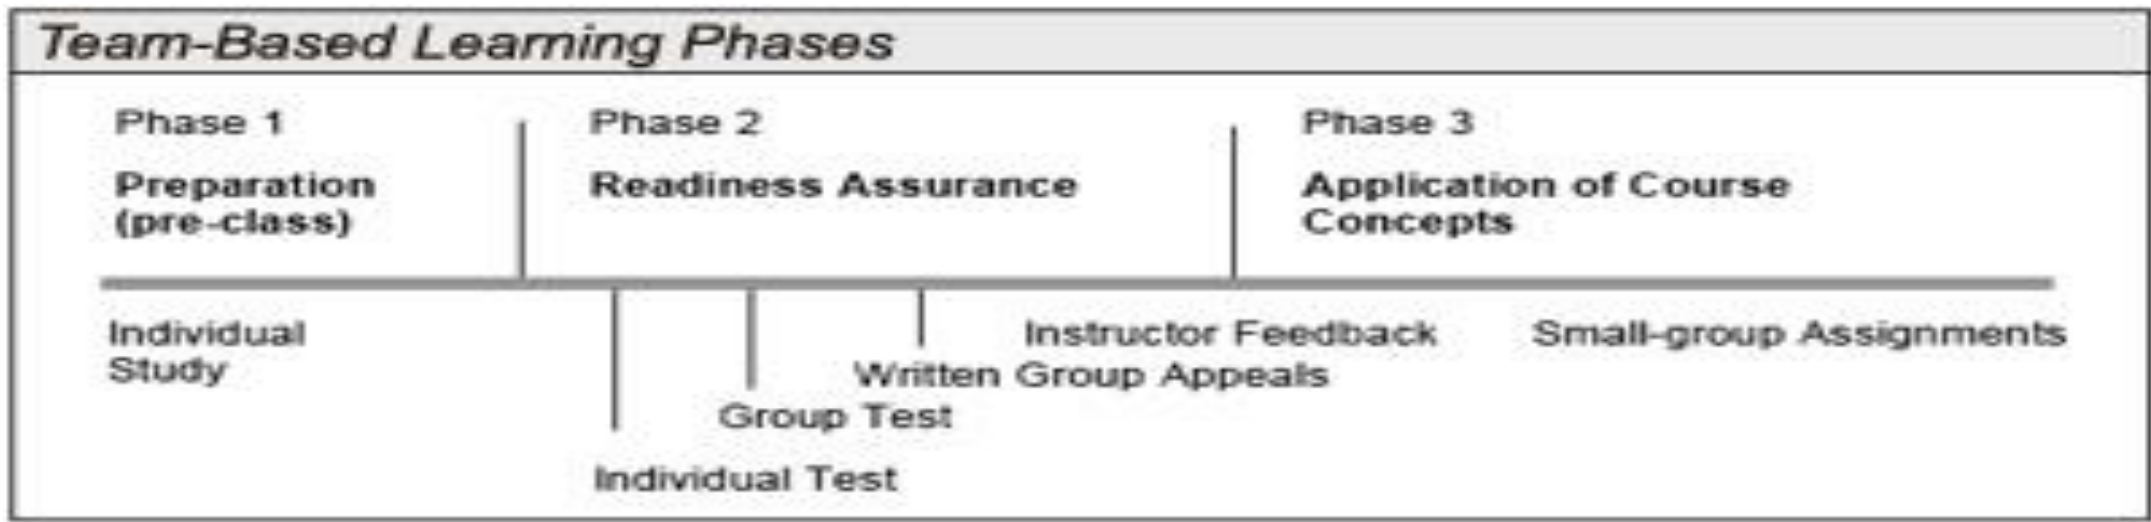 Team-Based Learning Phases
Phase 1
Preparation
(pre-class)
Phase 2
Readiness Assurance
Phase 3
Application of Course
Concepts
Individual
Study
Individual Test
Group Test
Written Group Appeals
Instructor Feedback
Small-group Assignments